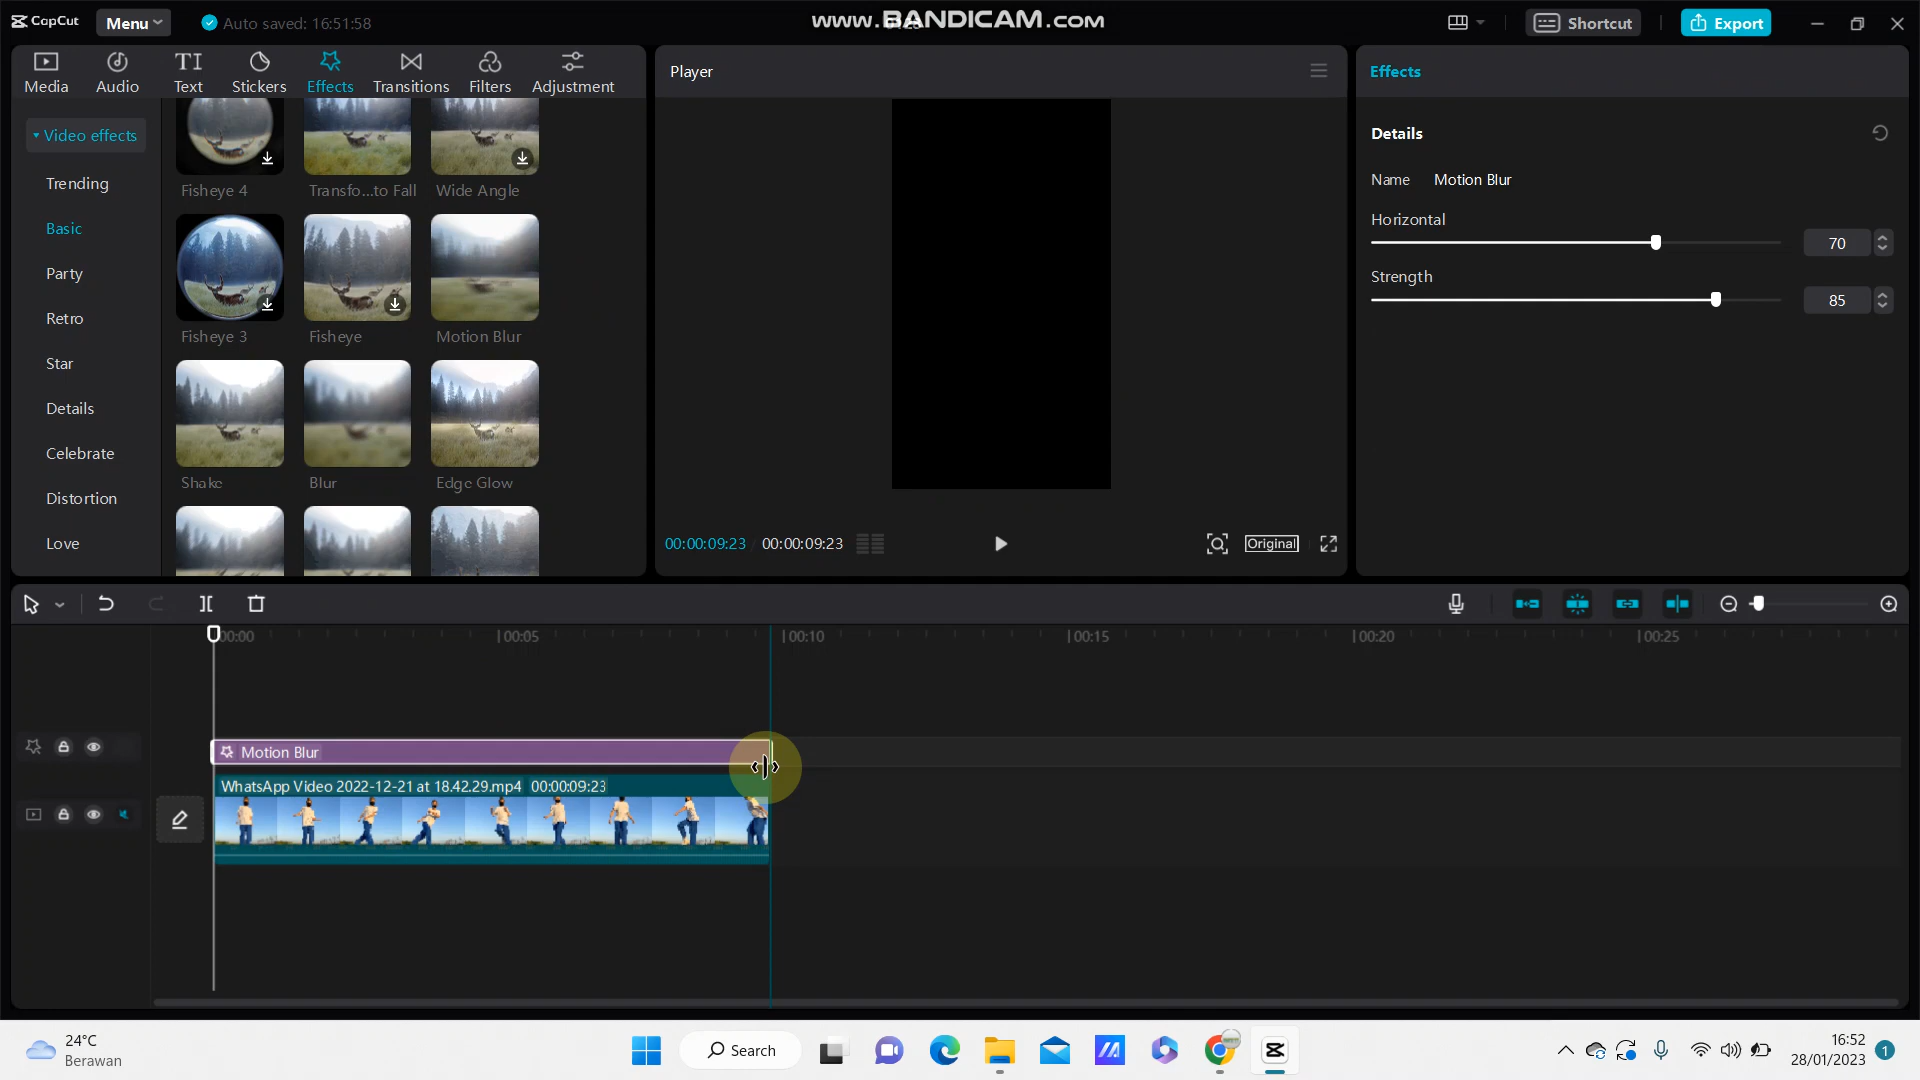 CapCut Menu Auto saved: 16:51:58 www.BANDICAM.com Shortcut Export
Media Audio Text Stickers Effects Transitions Filters Adjustment
Player
Effects
Video effects
Trending
Basic
Party
Retro
Star
Details
Celebrate
Distortion
Love
Fisheye 4 Transfo...to Fall Wide Angle
Fisheye 3 Fisheye Motion Blur
Shake Blur Edge Glow
00:00:09:23 00:00:09:23
Original
Details
Name Motion Blur
Horizontal
70
Strength
85
00:00 00:05 00:10 00:15 00:20 00:25
Motion Blur
WhatsApp Video 2022-12-21 at 18.42.29.mp4 00:00:09:23
24°C
Berawan
Search
16:52
28/01/2023
1